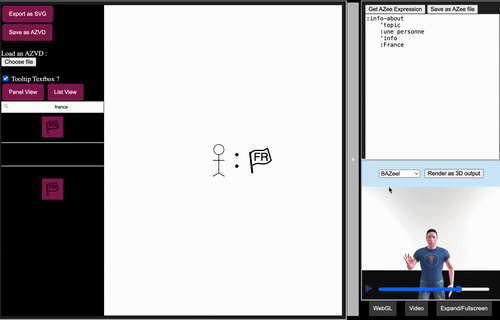 Export as SVG
Save as AZVD
Load an AZVD :
Choose file
Tooltip Textbox ?
Panel View List View
france
FR
FR
: FR
Get AZee Expression Save as AZee file
:info-about
'topic
:une personne
'info
:France
BAZeel Render as 3D output
WebGL Video Expand/Fullscreen